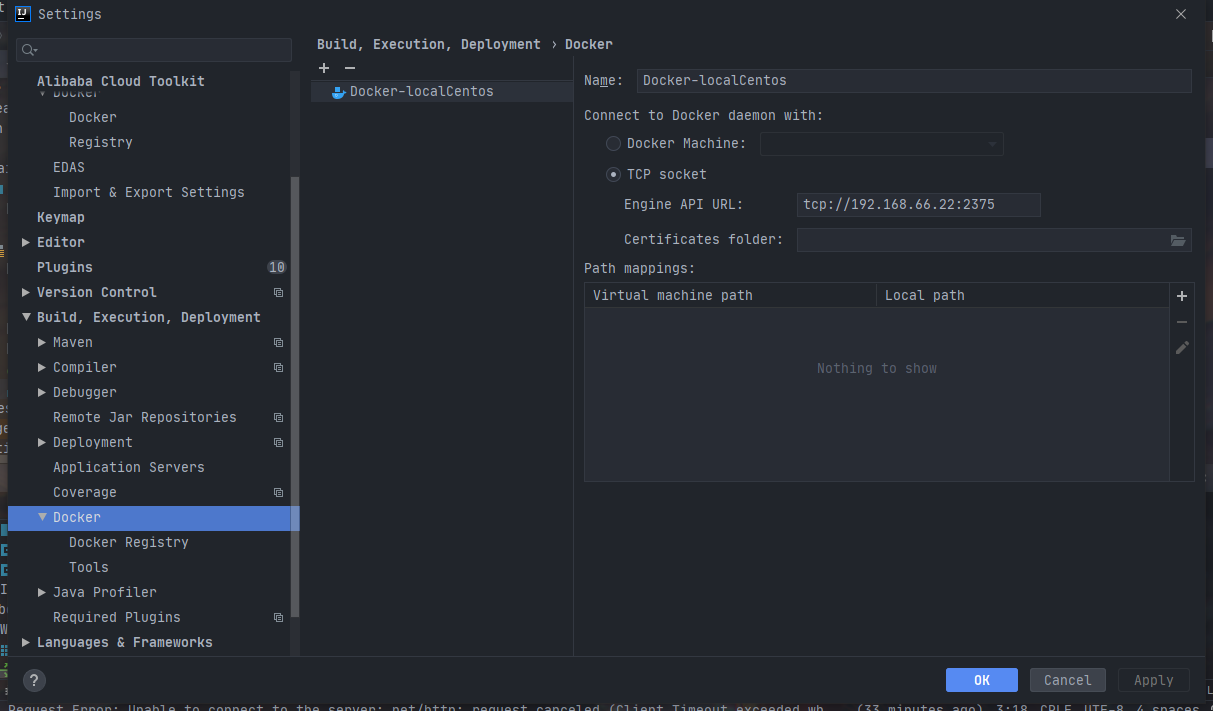 Settings
Build, Execution, Deployment › Docker
Alibaba Cloud Toolkit
Docker
Docker
Registry
EDAS
Import & Export Settings
Keymap
Editor
Plugins 10
Version Control
Build, Execution, Deployment
Maven
Compiler
Debugger
Remote Jar Repositories
Deployment
Application Servers
Coverage
Docker
Docker Registry
Tools
Java Profiler
Required Plugins
Languages & Frameworks
Docker-localCentos
Name: Docker-localCentos
Connect to Docker daemon with:
Docker Machine:
TCP socket
Engine API URL: tcp://192.168.66.22:2375
Certificates folder:
Path mappings:
Virtual machine path Local path
Nothing to show
? OK Cancel Apply
Request Error: Unable to connect to the server: net/http: request canceled (Client.Timeout exceeded wh... (33 minutes ago) 3:18 CRLF UTF-8 4 spaces